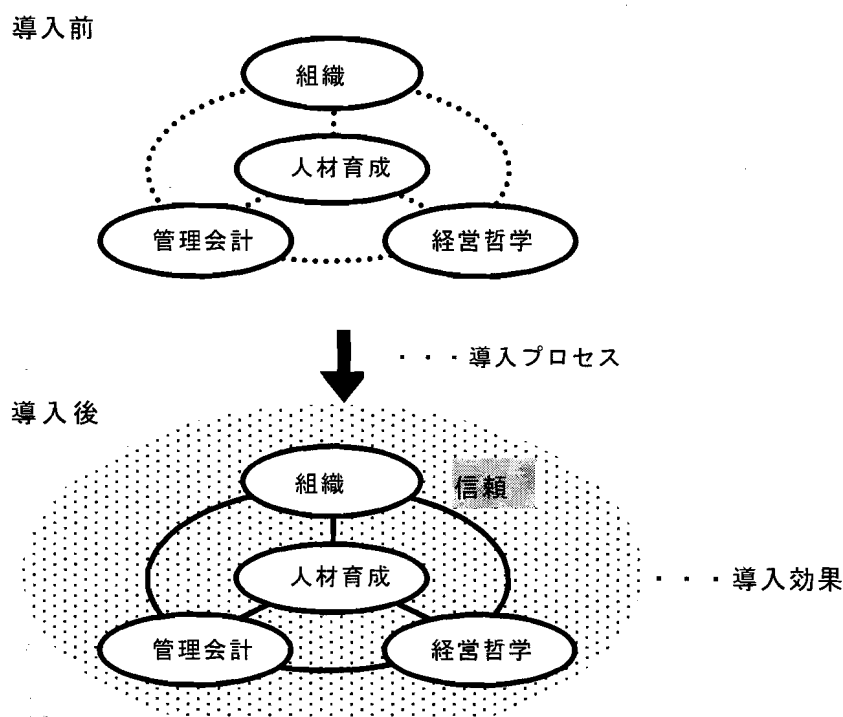 導入前
組織
人材育成
管理会計
経営哲学
・・・導入プロセス
導入後
組織
信頼
人材育成
・・・導入効果
管理会計
経営哲学